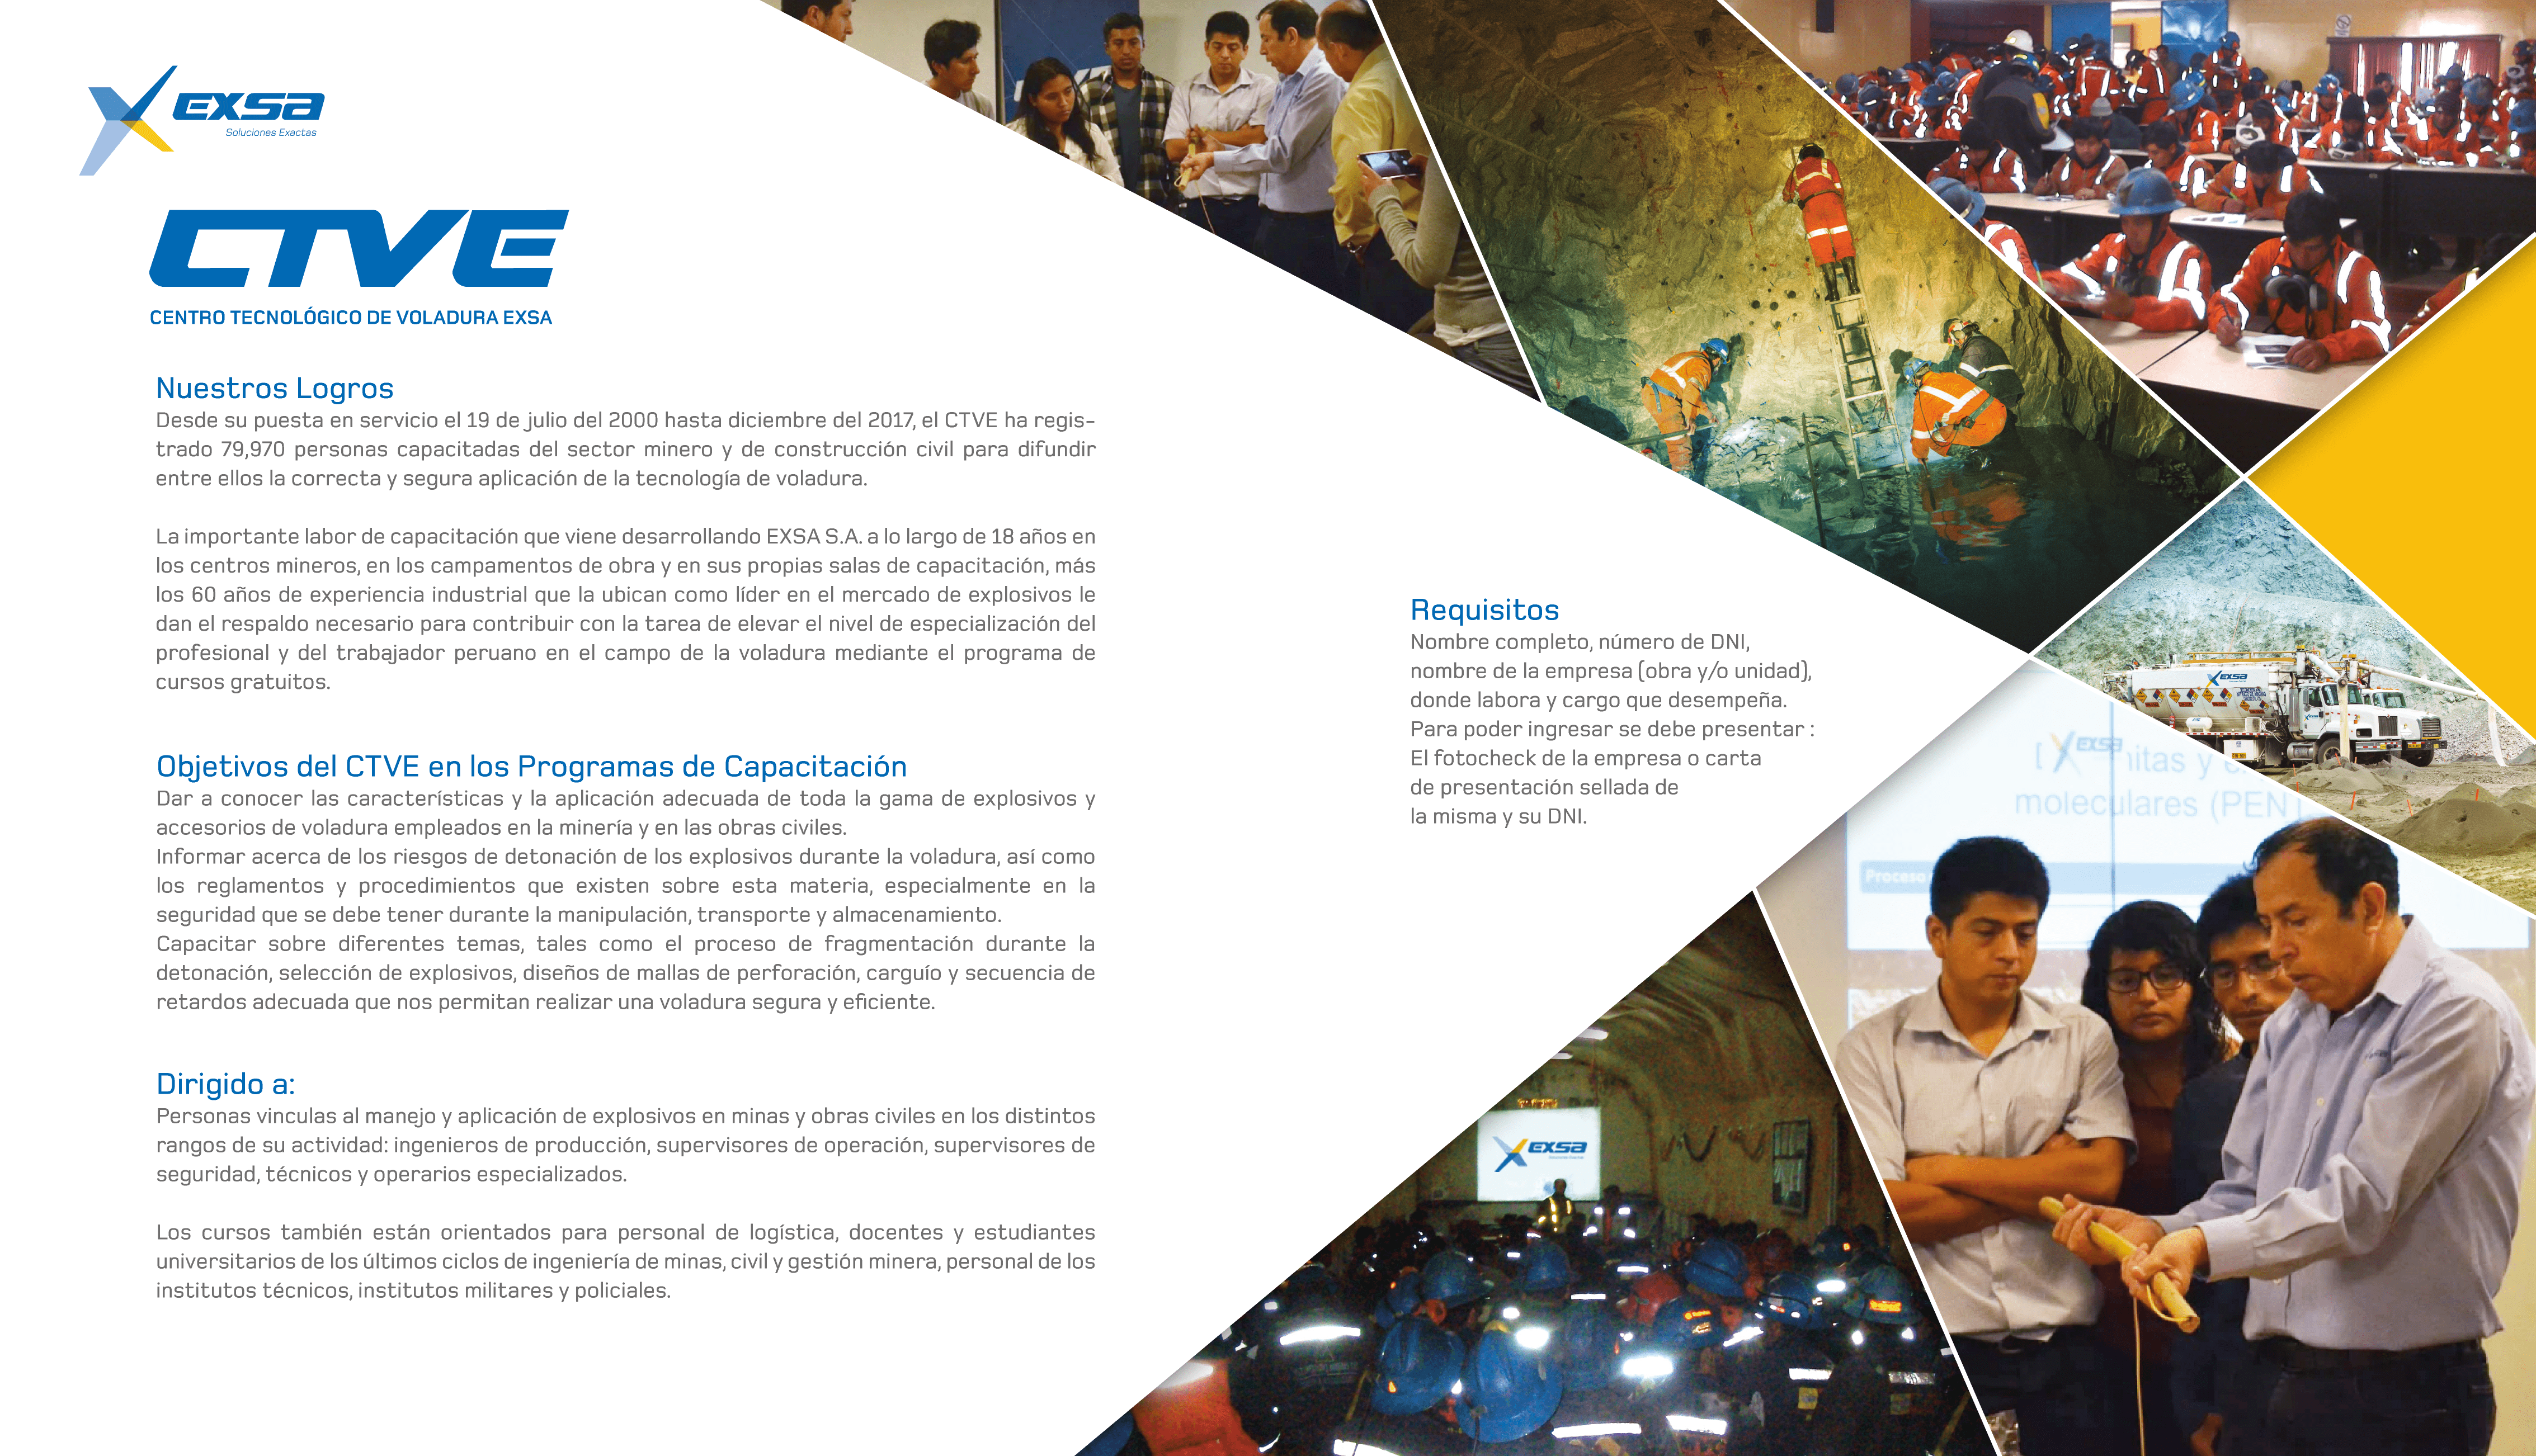 EXSA
Soluciones Exactas
CTVE
CENTRO TECNOLÓGICO DE VOLADURA EXSA
Nuestros Logros
Desde su puesta en servicio el 19 de julio del 2000 hasta diciembre del 2017, el CTVE ha regis-
trado 79,970 personas capacitadas del sector minero y de construcción civil para difundir
entre ellos la correcta y segura aplicación de la tecnología de voladura.
La importante labor de capacitación que viene desarrollando EXSA S.A. a lo largo de 18 años en
los centros mineros, en los campamentos de obra y en sus propias salas de capacitación, más
los 60 años de experiencia industrial que la ubican como líder en el mercado de explosivos le
dan el respaldo necesario para contribuir con la tarea de elevar el nivel de especialización del
profesional y del trabajador peruano en el campo de la voladura mediante el programa de
cursos gratuitos.
Objetivos del CTVE en los Programas de Capacitación
Dar a conocer las características y la aplicación adecuada de toda la gama de explosivos y
accesorios de voladura empleados en la minería y en las obras civiles.
Informar acerca de los riesgos de detonación de los explosivos durante la voladura, así como
los reglamentos y procedimientos que existen sobre esta materia, especialmente en la
seguridad que se debe tener durante la manipulación, transporte y almacenamiento.
Capacitar sobre diferentes temas, tales como el proceso de fragmentación durante la
detonación, selección de explosivos, diseños de mallas de perforación, carguío y secuencia de
retardos adecuada que nos permitan realizar una voladura segura y eficiente.
Dirigido a:
Personas vinculas al manejo y aplicación de explosivos en minas y obras civiles en los distintos
rangos de su actividad: ingenieros de producción, supervisores de operación, supervisores de
seguridad, técnicos y operarios especializados.
Los cursos también están orientados para personal de logística, docentes y estudiantes
universitarios de los últimos ciclos de ingeniería de minas, civil y gestión minera, personal de los
institutos técnicos, institutos militares y policiales.
Requisitos
Nombre completo, número de DNI,
nombre de la empresa (obra y/o unidad),
donde labora y cargo que desempeña.
Para poder ingresar se debe presentar :
El fotocheck de la empresa o carta
de presentación sellada de
la misma y su DNI.
EXSA
EXSA
moleculares (PEN
Proceso
EXSA